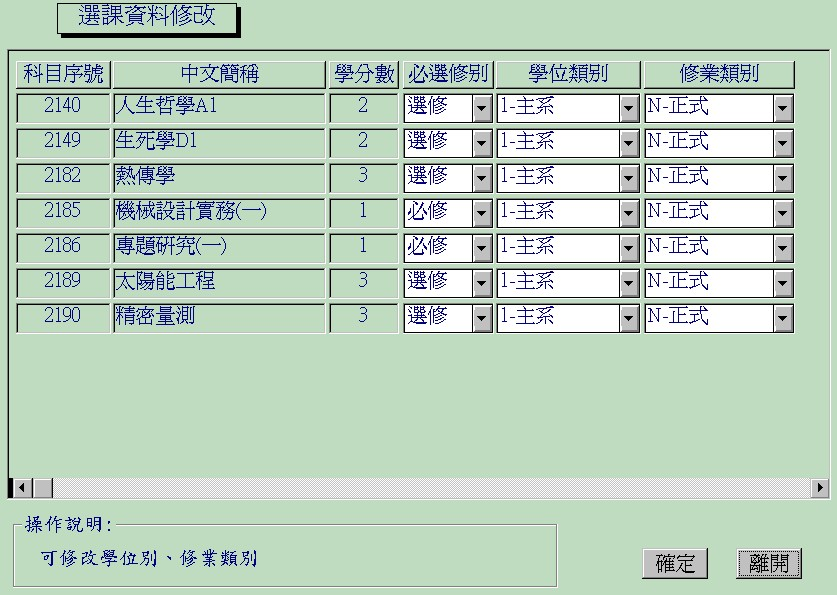 選課資料修改
科目序號 中文簡稱 學分數 必選修別 學位類別 修業類別
2140 人生哲學A1 2 選修 1-主系 N-正式
2149 生死學D1 2 選修 1-主系 N-正式
2182 熱傳學 3 選修 1-主系 N-正式
2185 機械設計實務(一) 1 必修 1-主系 N-正式
2186 專題研究(一) 1 必修 1-主系 N-正式
2189 太陽能工程 3 選修 1-主系 N-正式
2190 精密量測 3 選修 1-主系 N-正式
操作說明:
可修改學位別、修業類別
確定 離開